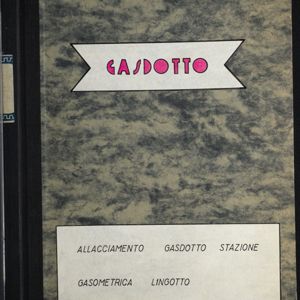 GASDOTTO
ALLACCIAMENTO GASDOTTO STAZIONE
GASOMETRICA LINGOTTO